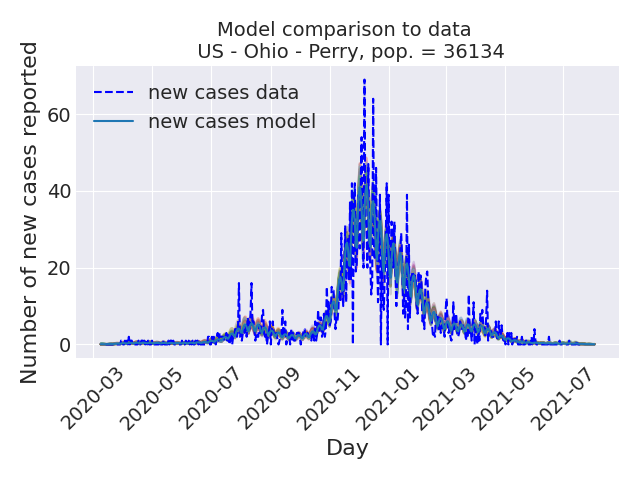 Model comparison to data
US - Ohio - Perry, pop. = 36134
Number of new cases reported
60
40
20
0
new cases data
new cases model
2020-03
2020-05
2020-07
2020-09
2020-11
2021-01
2021-03
2021-05
2021-07
Day